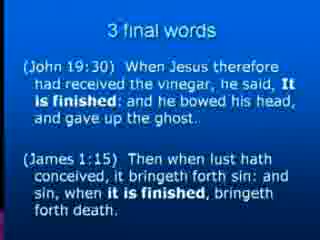 3 final words
(John 19:30)  When Jesus therefore
had received the vinegar, he said, It
is finished: and he bowed his head,
and gave up the ghost.
(James 1:15)  Then when lust hath
conceived, it bringeth forth sin: and
sin, when it is finished, bringeth
forth death.